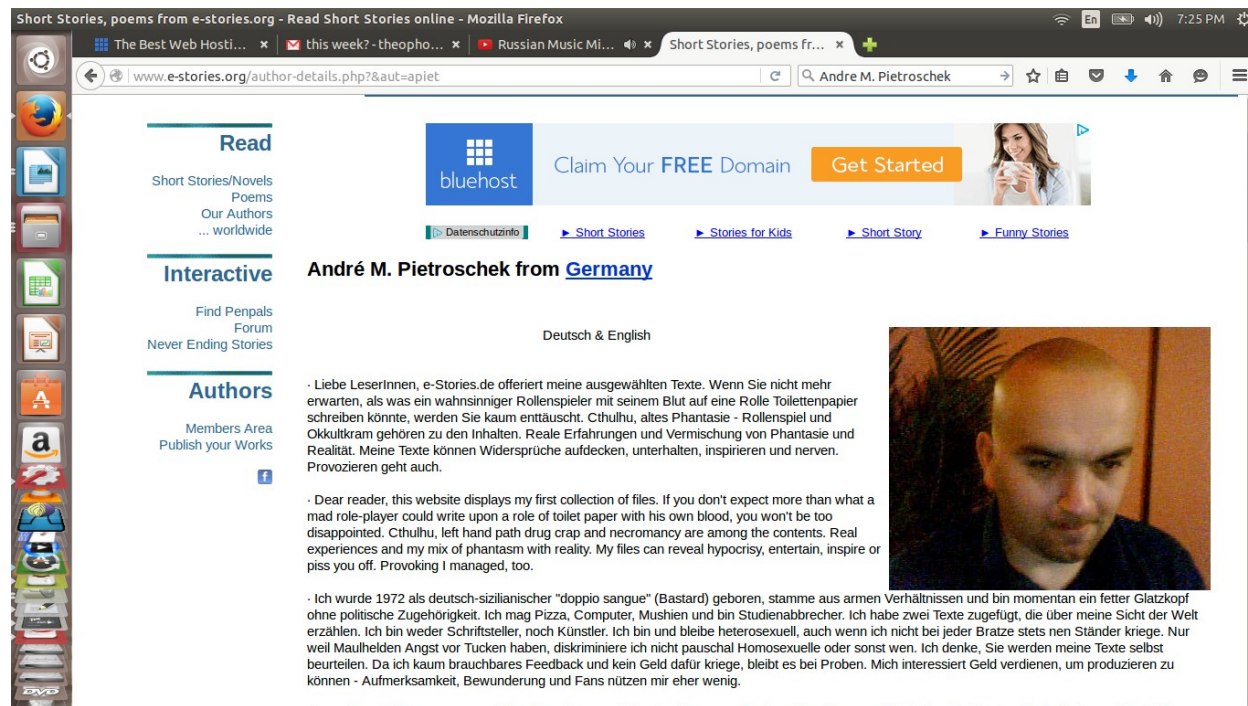 Short Stories, poems from e-stories.org - Read Short Stories online - Mozilla Firefox
En
7:25 PM
The Best Web Hosti...
this week? - theopho...
Russian Music Mi...
Short Stories, poems fr...
www.e-stories.org/author-details.php?&aut=apiet
Andre M. Pietroschek
Read
Short Stories/Novels
Poems
Our Authors
... worldwide
Interactive
Find Penpals
Forum
Never Ending Stories
Authors
Members Area
Publish your Works
f
bluehost
Claim Your FREE Domain
Get Started
Datenschutzinfo
► Short Stories
► Stories for Kids
► Short Story
► Funny Stories
André M. Pietroschek from Germany
Deutsch & English
· Liebe LeserInnen, e-Stories.de offeriert meine ausgewählten Texte. Wenn Sie nicht mehr
erwarten, als was ein wahnsinniger Rollenspieler mit seinem Blut auf eine Rolle Toilettenpapier
schreiben könnte, werden Sie kaum enttäuscht. Cthulhu, altes Phantasie - Rollenspiel und
Okkultkram gehören zu den Inhalten. Reale Erfahrungen und Vermischung von Phantasie und
Realität. Meine Texte können Widersprüche aufdecken, unterhalten, inspirieren und nerven.
Provozieren geht auch.
· Dear reader, this website displays my first collection of files. If you don't expect more than what a
mad role-player could write upon a role of toilet paper with his own blood, you won't be too
disappointed. Cthulhu, left hand path drug crap and necromancy are among the contents. Real
experiences and my mix of phantasm with reality. My files can reveal hypocrisy, entertain, inspire or
piss you off. Provoking I managed, too.
· Ich wurde 1972 als deutsch-sizilianischer "doppio sangue" (Bastard) geboren, stamme aus armen Verhältnissen und bin momentan ein fetter Glatzkopf
ohne politische Zugehörigkeit. Ich mag Pizza, Computer, Mushien und bin Studienabbrecher. Ich habe zwei Texte zugefügt, die über meine Sicht der Welt
erzählen. Ich bin weder Schriftsteller, noch Künstler. Ich bin und bleibe heterosexuell, auch wenn ich nicht bei jeder Bratze stets nen Ständer kriege. Nur
weil Maulhelden Angst vor Tucken haben, diskriminiere ich nicht pauschal Homosexuelle oder sonst wen. Ich denke, Sie werden meine Texte selbst
beurteilen. Da ich kaum brauchbares Feedback und kein Geld dafür kriege, bleibt es bei Proben. Mich interessiert Geld verdienen, um produzieren zu
können - Aufmerksamkeit, Bewunderung und Fans nützen mir eher wenig.
a
DVD